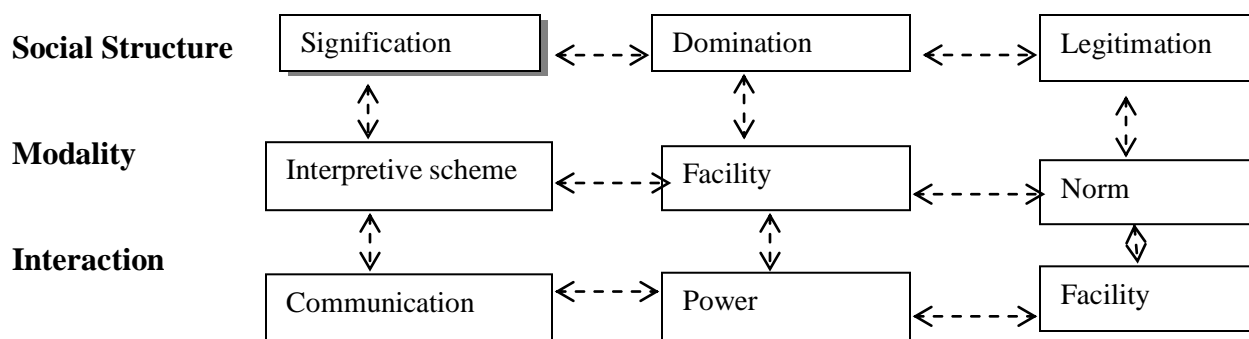 Social Structure Signification Domination Legitimation
Modality Interpretive scheme Facility Norm
Interaction Communication Power Facility